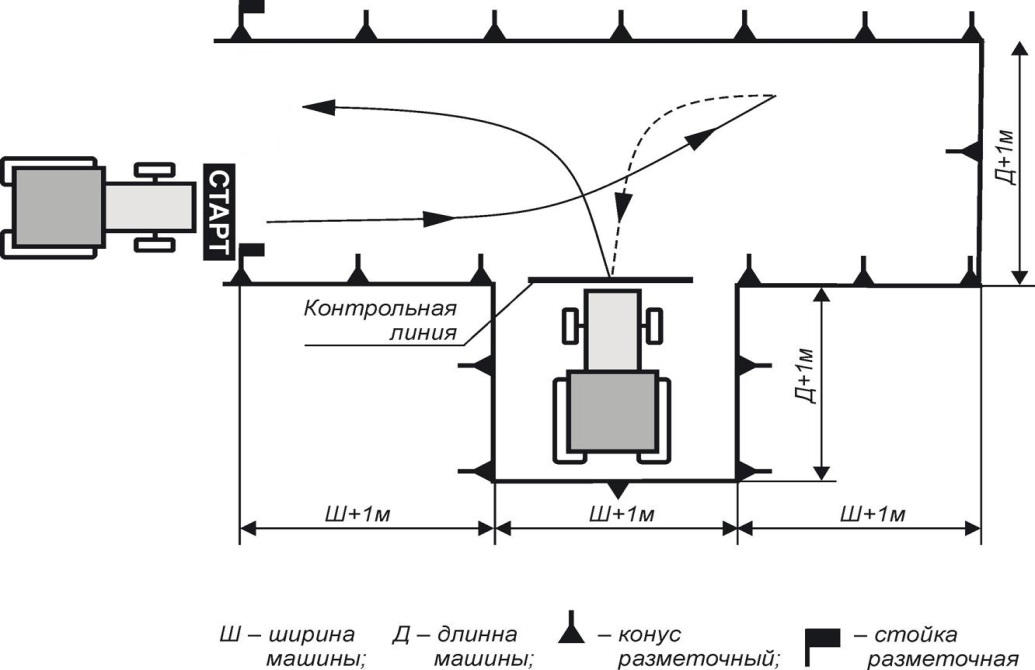 СТАРТ
Д+1м
Контрольная
линия
Д+1м
Ш+1м
Ш+1м
Ш+1м
Ш – ширина
машины;
Д – длинна
машины;
– конус
разметочный;
– стойка
разметочная